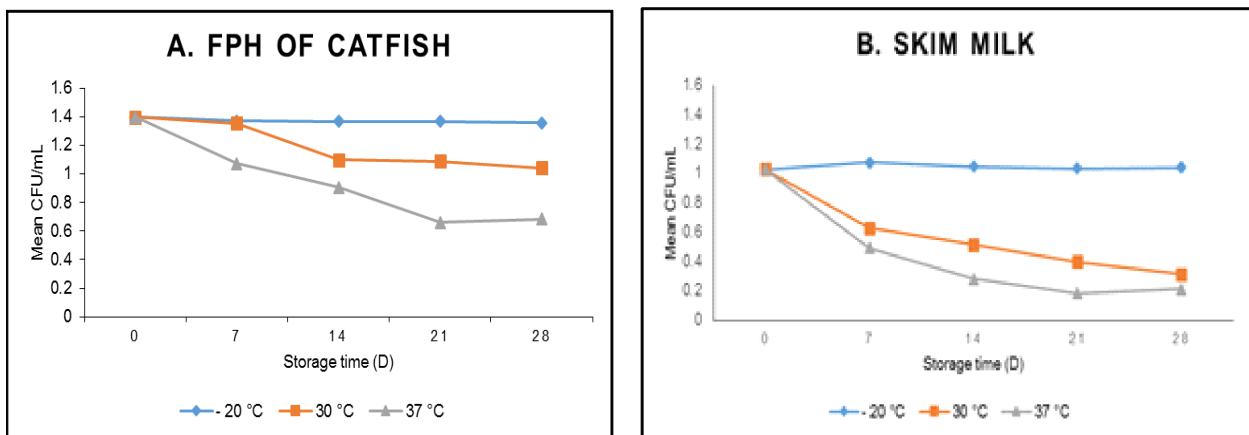 A. FPH OF CATFISH
1.6
1.4
1.2
1
0.8
0.6
0.4
0.2
0
Mean CFU/mL
0 7 14 21 28
Storage time (D)
- 20 °C 30 °C 37 °C
B. SKIM MILK
1.6
1.4
1.2
1
0.8
0.6
0.4
0.2
0
Mean CFU/mL
0 7 14 21 28
Storage time (D)
- 20 °C 30 °C 37 °C